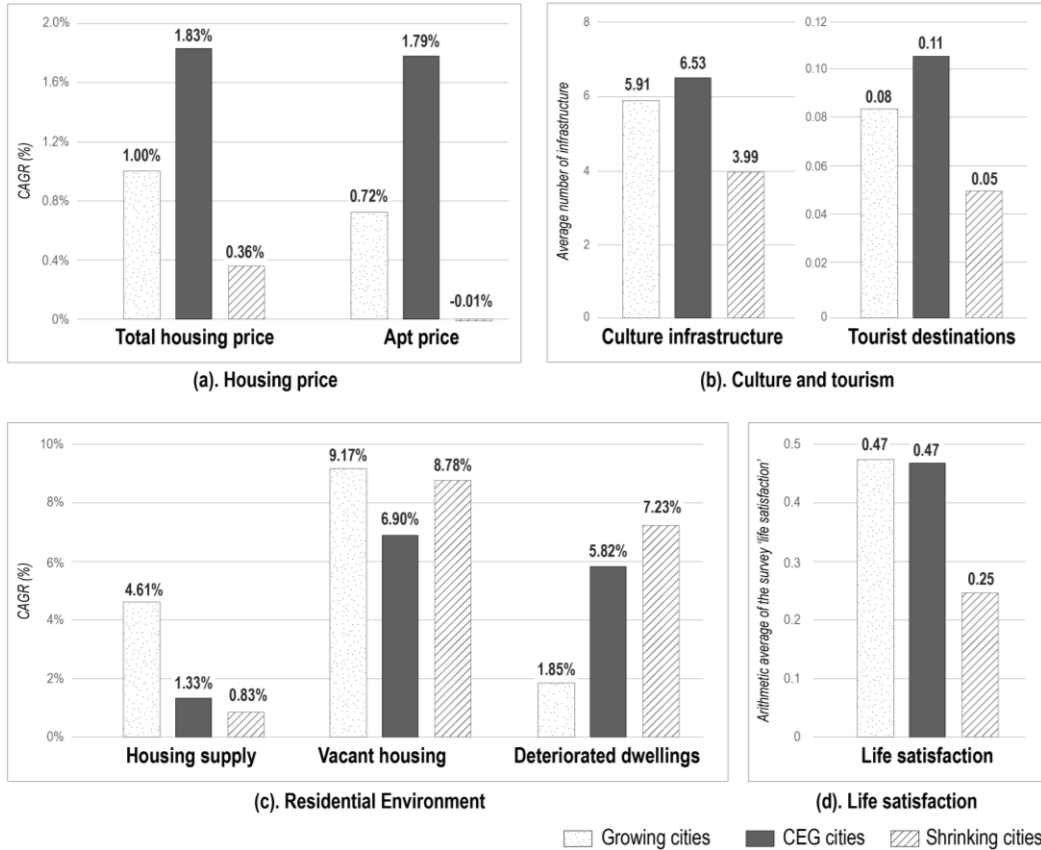 2.0%
1.6%
1.2%
0.8%
0.4%
0%
CAGR (%)
1.00%
1.83%
0.36%
0.72%
1.79%
-0.01%
Total housing price
Apt price
(a). Housing price
8
6
4
2
0
Average number of infrastructure
5.91
6.53
3.99
Culture infrastructure
0.12
0.10
0.08
0.06
0.04
0.02
0
0.08
0.11
0.05
Tourist destinations
(b). Culture and tourism
10%
8%
6%
4%
2%
0%
CAGR (%)
4.61%
1.33%
0.83%
9.17%
6.90%
8.78%
1.85%
5.82%
7.23%
Housing supply
Vacant housing
Deteriorated dwellings
(c). Residential Environment
0.5
0.4
0.3
0.2
0.1
0
Arithmetic average of the survey 'life satisfaction'
0.47
0.47
0.25
Life satisfaction
(d). Life satisfaction
Growing cities
CEG cities
Shrinking cities